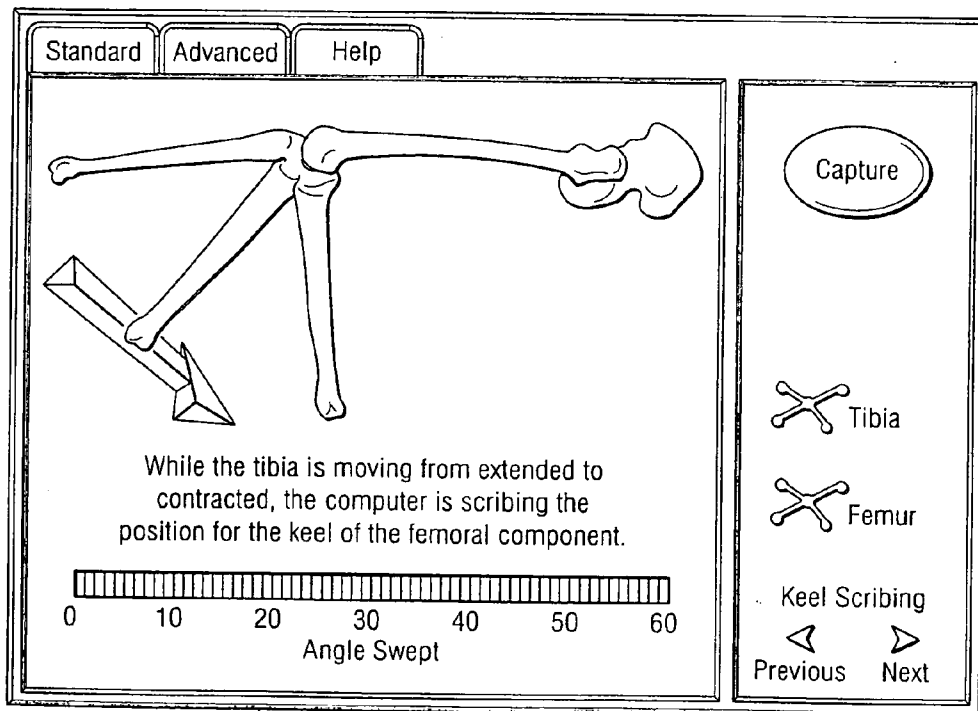 Standard Advanced Help
Capture
While the tibia is moving from extended to
contracted, the computer is scribing the
position for the keel of the femoral component.
0 10 20 30 40 50 60
Angle Swept
Tibia
Femur
Keel Scribing
Previous Next